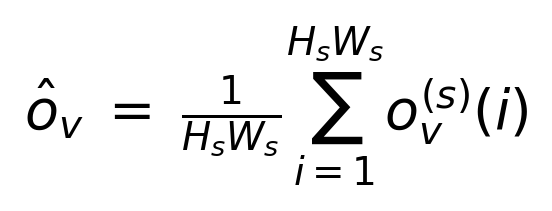 ô_v = \frac{1}{H_s W_s} \sum_{i=1}^{H_s W_s} o_v^{(s)}(i)